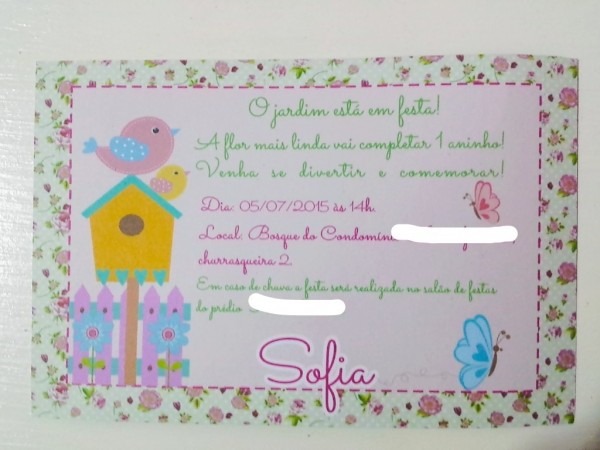 O jardim está em festa!
A flor mais linda vai completar 1 aninho!
Venha se divertir e comemorar!
Dia: 05/07/2015 às 14h.
Local: Bosque do Condomíni
churrasqueira 2.
Em caso de chuva a festa será realizada no salão de festas
do prédio
Sofia